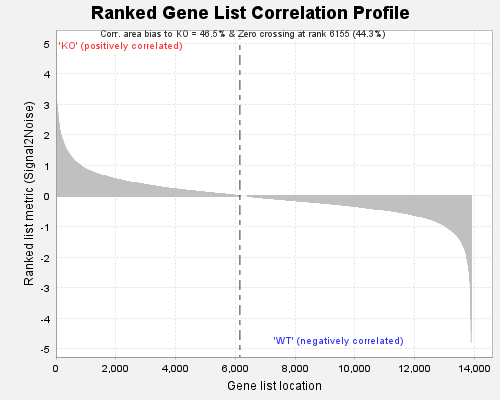 Ranked Gene List Correlation Profile
Corr. area bias to KO = 46.5% & Zero crossing at rank 6155 (44.3%)
'KO' (positively correlated)
5
4
3
2
1
0
-1
-2
-3
-4
-5
Ranked list metric (Signal2Noise)
'WT' (negatively correlated)
0 2,000 4,000 6,000 8,000 10,000 12,000 14,000
Gene list location